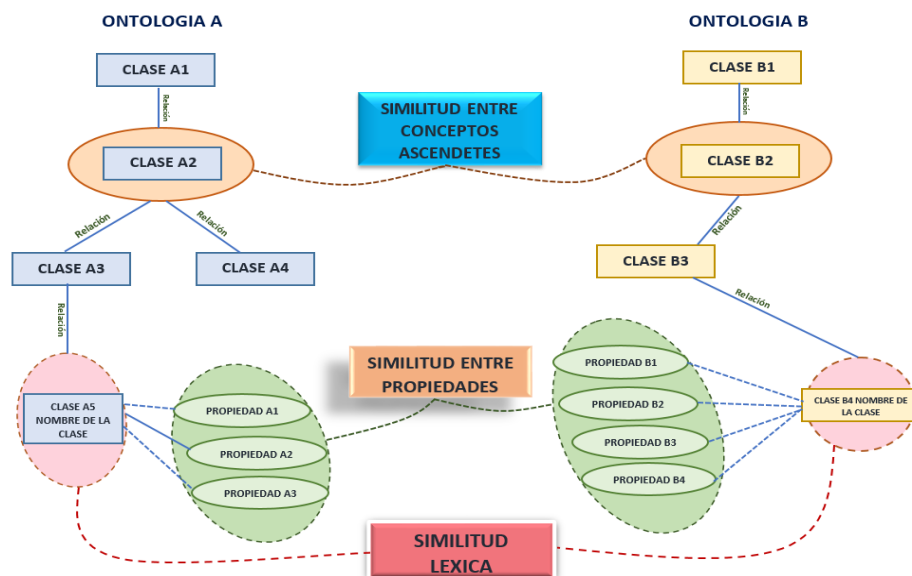 ONTOLOGIA A
ONTOLOGIA B
CLASE A1
CLASE B1
Relación
Relación
SIMILITUD ENTRE
CONCEPTOS
ASCENDETES
CLASE A2
CLASE B2
Relación
Relación
Relación
CLASE A3
CLASE A4
CLASE B3
Relación
Relación
SIMILITUD ENTRE
PROPIEDADES
PROPIEDAD B1
PROPIEDAD B2
PROPIEDAD B3
PROPIEDAD B4
CLASE B4 NOMBRE DE
LA CLASE
CLASE A5
NOMBRE DE LA
CLASE
PROPIEDAD A1
PROPIEDAD A2
PROPIEDAD A3
SIMILITUD
LEXICA